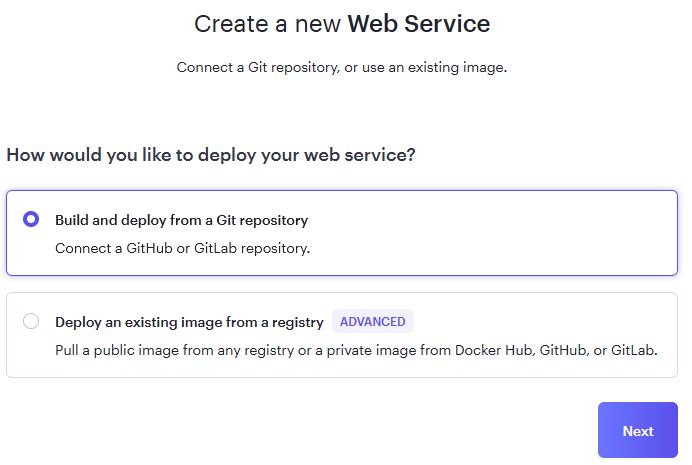 Create a new Web Service
Connect a Git repository, or use an existing image.
How would you like to deploy your web service?
Build and deploy from a Git repository
Connect a GitHub or GitLab repository.
Deploy an existing image from a registry ADVANCED
Pull a public image from any registry or a private image from Docker Hub, GitHub, or GitLab.
Next